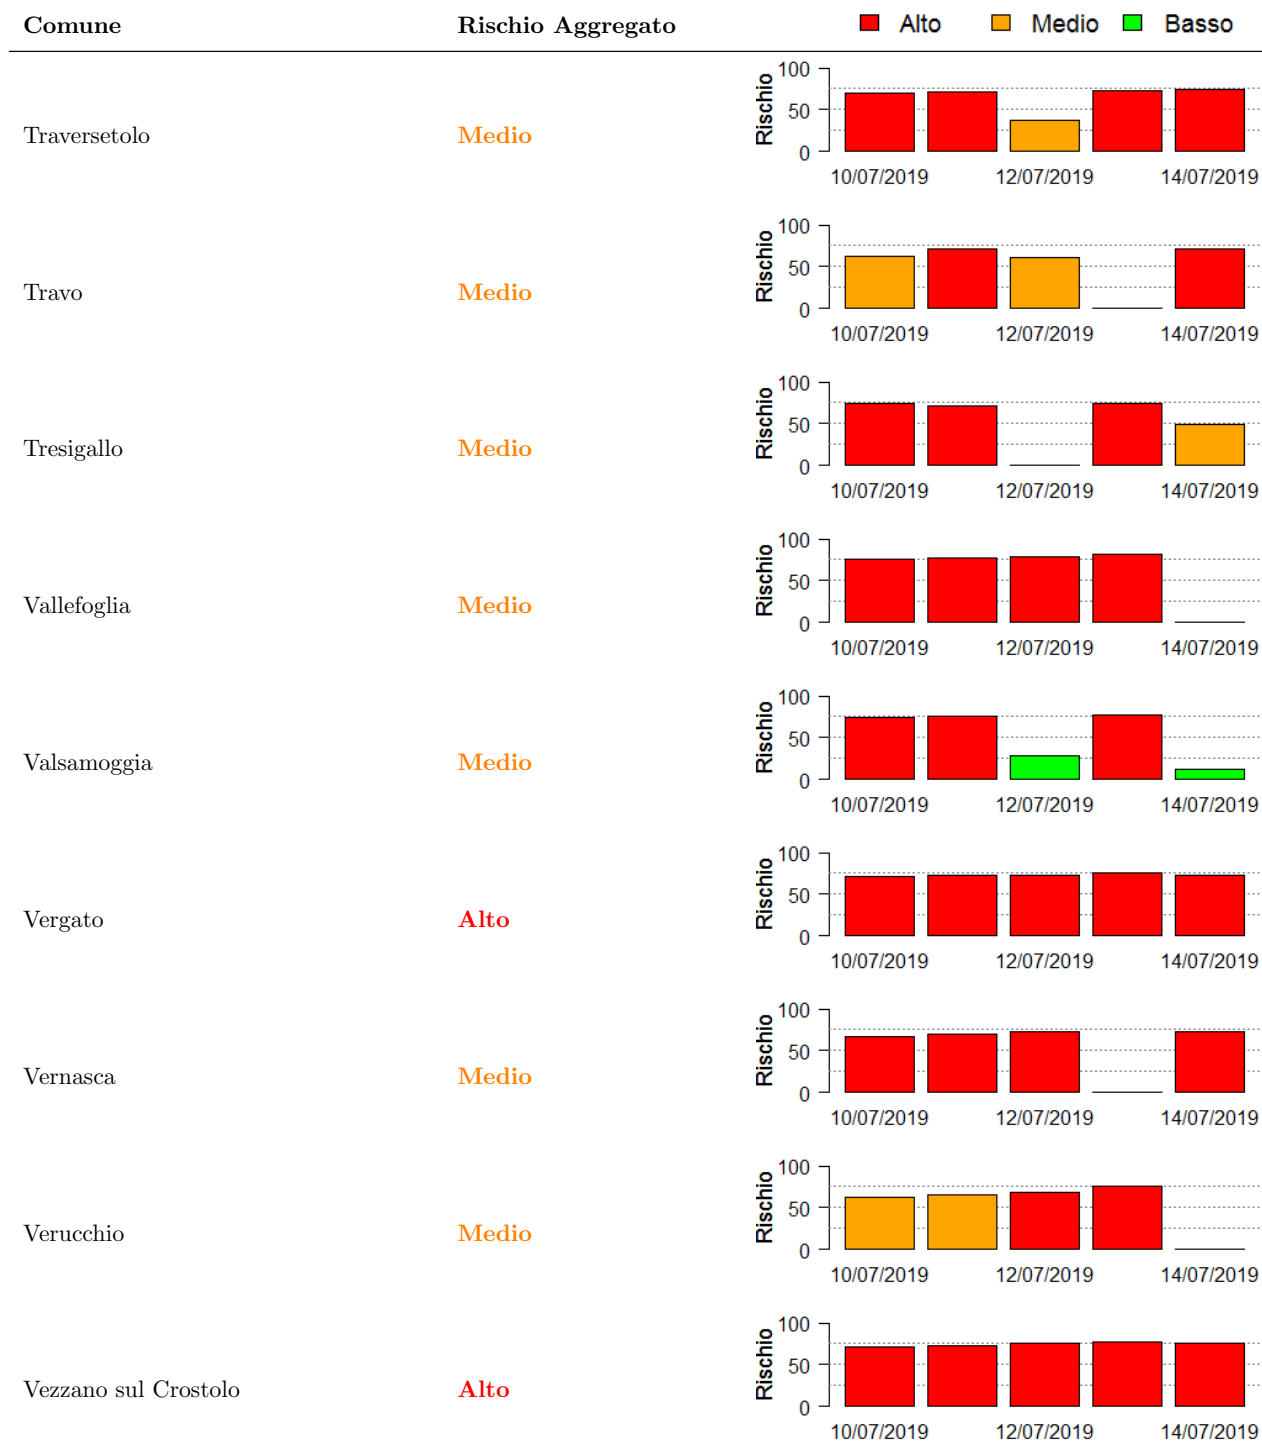 Comune Rischio Aggregato Alto Medio Basso
100
50
0
Rischio
Traversetolo Medio
10/07/2019 12/07/2019 14/07/2019
100
50
0
Rischio
Travo Medio
10/07/2019 12/07/2019 14/07/2019
100
50
0
Rischio
Tresigallo Medio
10/07/2019 12/07/2019 14/07/2019
100
50
0
Rischio
Vallefoglia Medio
10/07/2019 12/07/2019 14/07/2019
100
50
0
Rischio
Valsamoggia Medio
10/07/2019 12/07/2019 14/07/2019
100
50
0
Rischio
Vergato Alto
10/07/2019 12/07/2019 14/07/2019
100
50
0
Rischio
Vernasca Medio
10/07/2019 12/07/2019 14/07/2019
100
50
0
Rischio
Verucchio Medio
10/07/2019 12/07/2019 14/07/2019
100
50
0
Rischio
Vezzano sul Crostolo Alto
10/07/2019 12/07/2019 14/07/2019